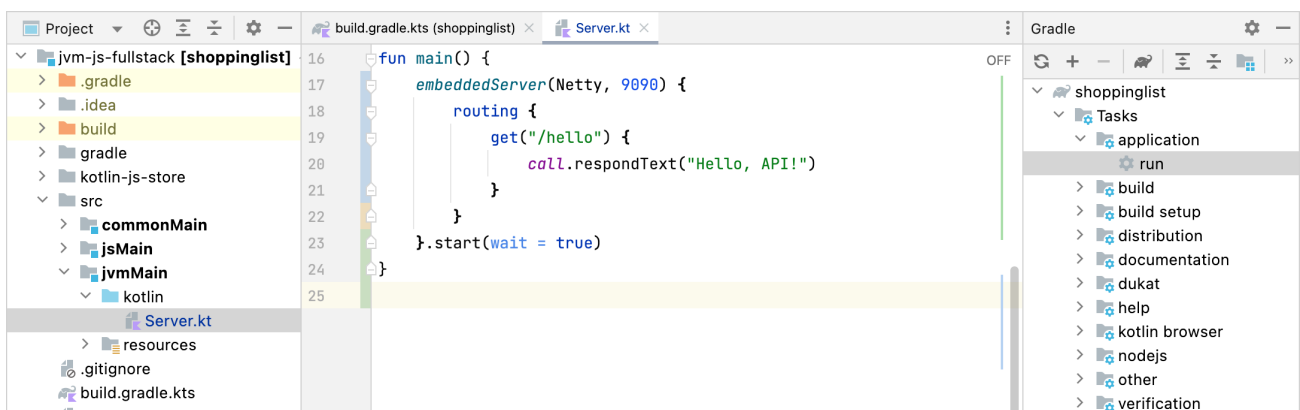 Project
jvm-js-fullstack [shoppinglist]
.gradle
.idea
build
gradle
kotlin-js-store
src
commonMain
jsMain
jvmMain
kotlin
Server.kt
resources
.gitignore
build.gradle.kts
build.gradle.kts (shoppinglist)
Server.kt
OFF
16 fun main() {
17 embeddedServer(Netty, 9090) {
18 routing {
19 get("/hello") {
20 call.respondText("Hello, API!")
21 }
22 }
23 }.start(wait = true)
24 }
25
Gradle
shoppinglist
Tasks
application
run
build
build setup
distribution
documentation
dukat
help
kotlin browser
nodejs
other
verification